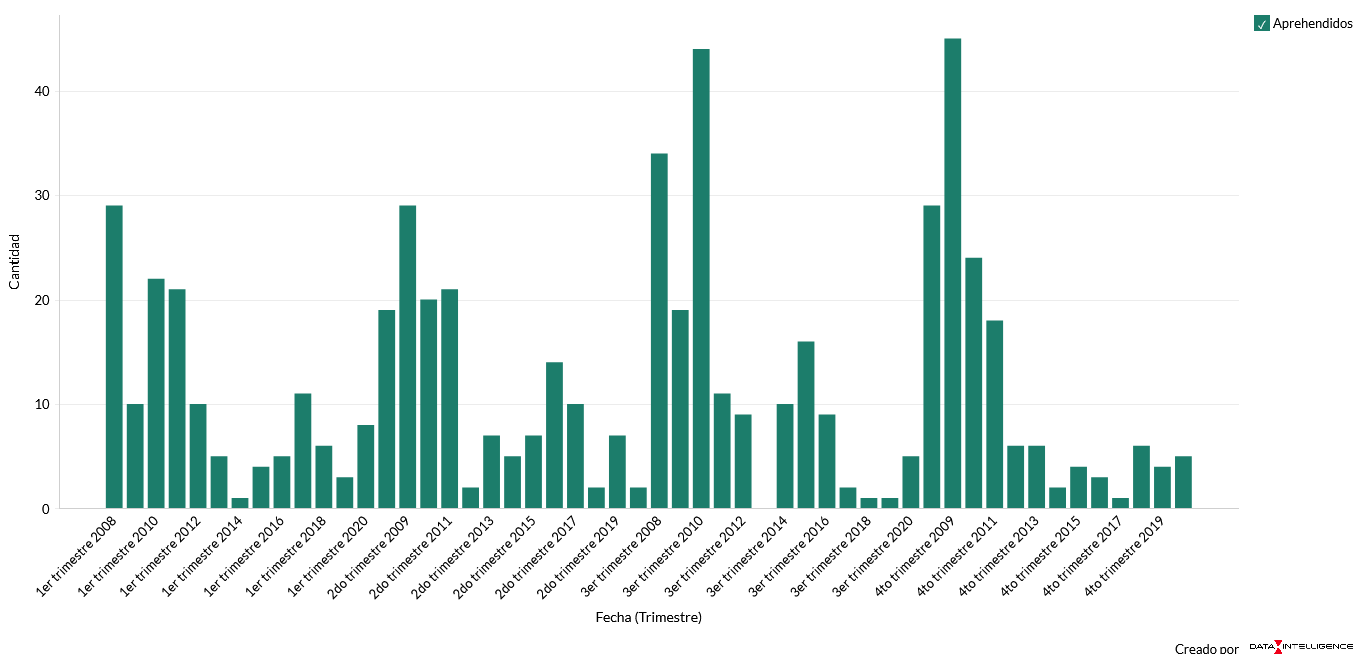 Aprehendidos
Cantidad
40
30
20
10
0
1er trimestre 2008
1er trimestre 2010
1er trimestre 2012
1er trimestre 2014
1er trimestre 2016
1er trimestre 2018
1er trimestre 2020
2do trimestre 2009
2do trimestre 2011
2do trimestre 2013
2do trimestre 2015
2do trimestre 2017
2do trimestre 2019
3er trimestre 2008
3er trimestre 2010
3er trimestre 2012
3er trimestre 2014
3er trimestre 2016
3er trimestre 2018
3er trimestre 2020
4to trimestre 2009
4to trimestre 2011
4to trimestre 2013
4to trimestre 2015
4to trimestre 2017
4to trimestre 2019
Fecha (Trimestre)
Creado por DATA INTELLIGENCE